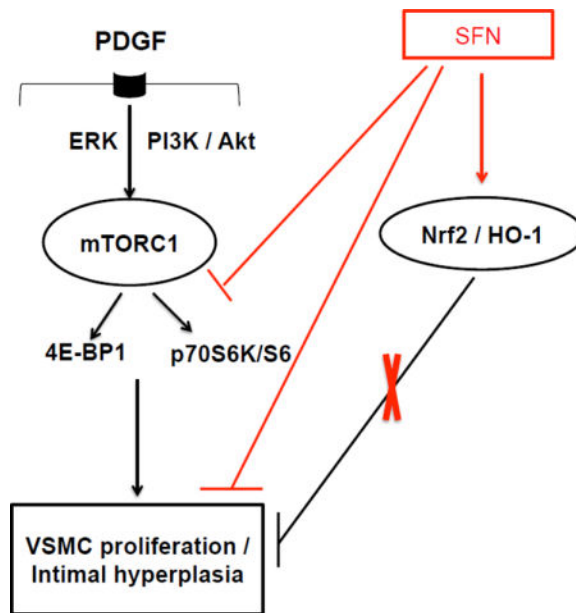 PDGF
SFN
ERK PI3K / Akt
mTORC1
Nrf2 / HO-1
4E-BP1 p70S6K/S6
VSMC proliferation /
Intimal hyperplasia